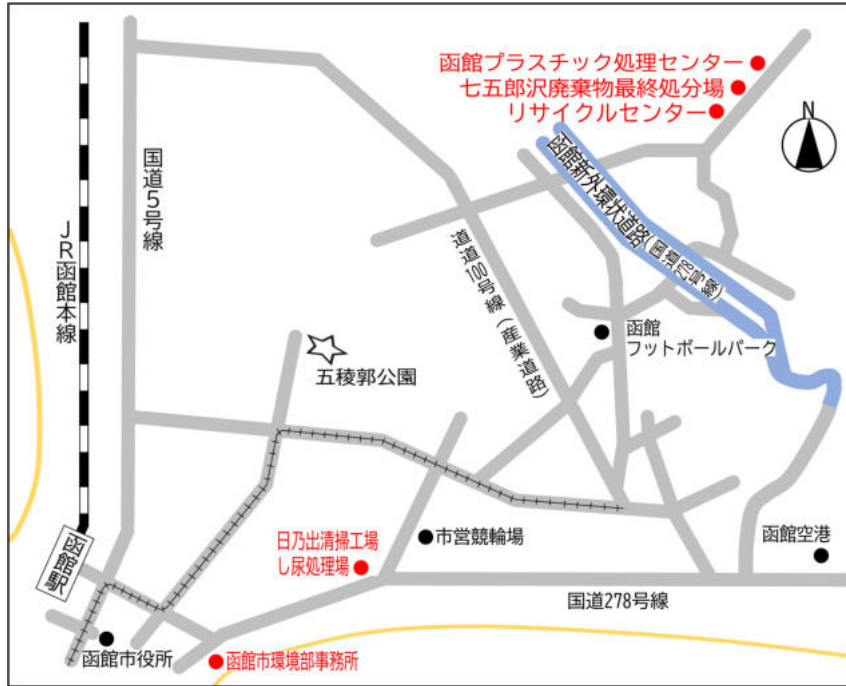 函館プラスチック処理センター
七五郎沢廃棄物最終処分場
リサイクルセンター
N
国道5号線
JR函館本線
函館新外環状道路(国道278号線)
道道100号線(産業道路)
函館
フットボールパーク
五稜郭公園
日乃出清掃工場
し尿処理場
市営競輪場
函館空港
函館駅
国道278号線
函館市役所
函館市環境部事務所